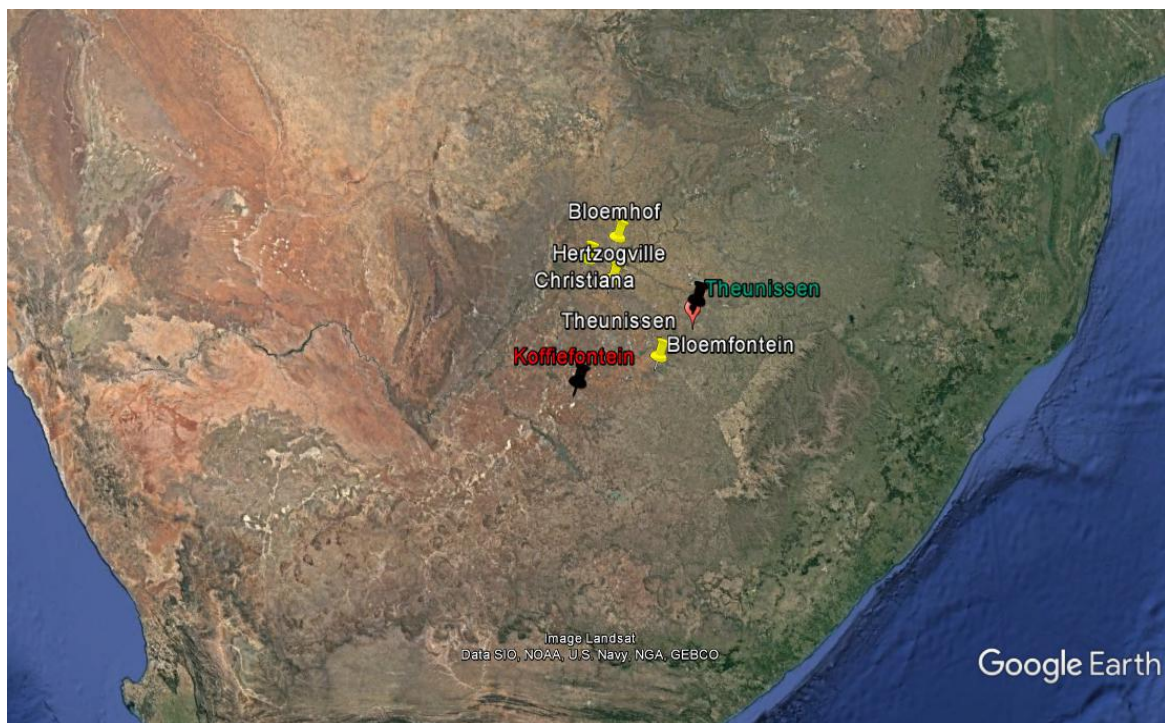 Bloemhof
Hertzogville
Christiana
Theunissen
Theunissen
Bloemfontein
Koffiefontein
Image Landsat
Data SIO, NOAA, U.S. Navy, NGA, GEBCO
Google Earth